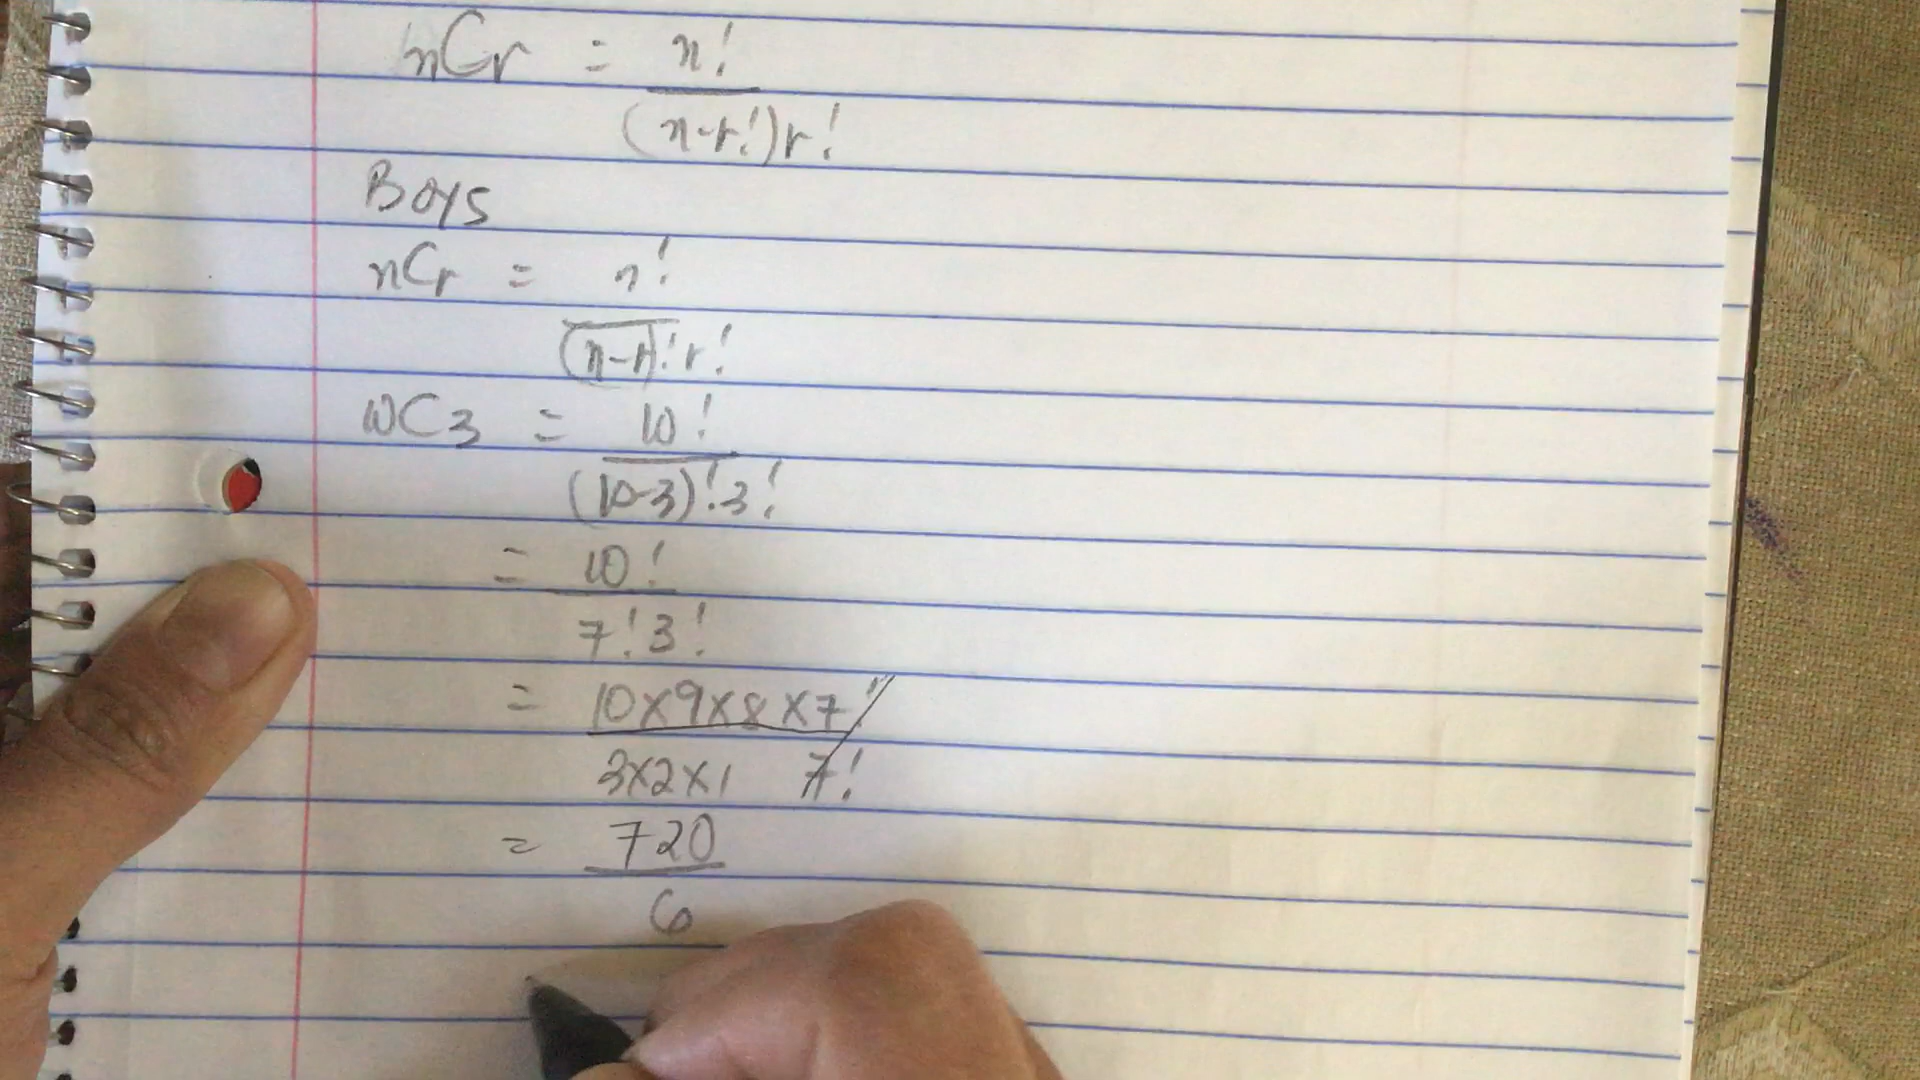 nCr = n!
(n-r!)r!
Boys
nCr = n!
(n-r)!r!
10C3 = 10!
(10-3)!3!
= 10!
7!3!
= 10x9x8x7!
3x2x1 7!
= 720
6